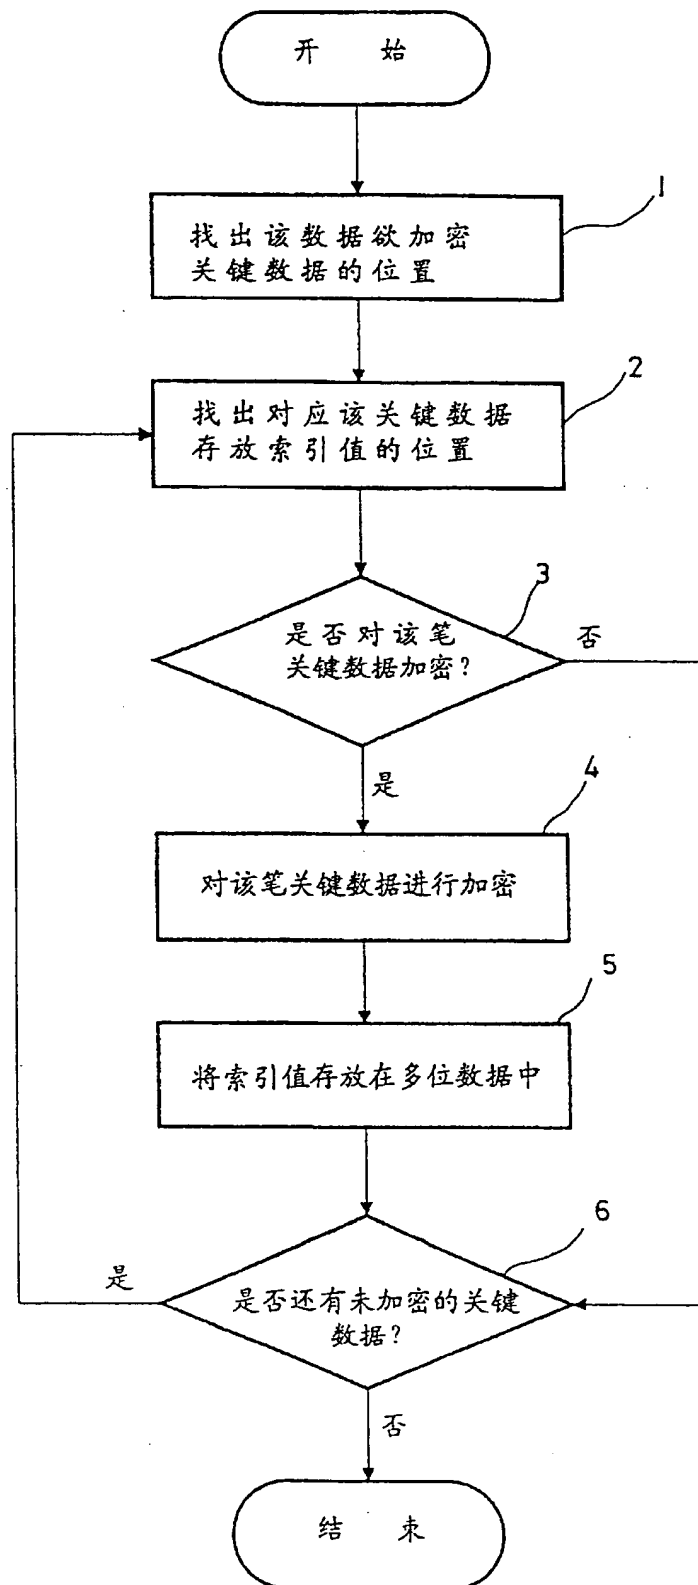 开 始
1
找出该数据欲加密
关键数据的位置
2
找出对应该关键数据
存放索引值的位置
3
是否对该笔
关键数据加密?
否
是
4
对该笔关键数据进行加密
5
将索引值存放在多位数据中
6
是
是否还有未加密的关键
数据?
否
结 束